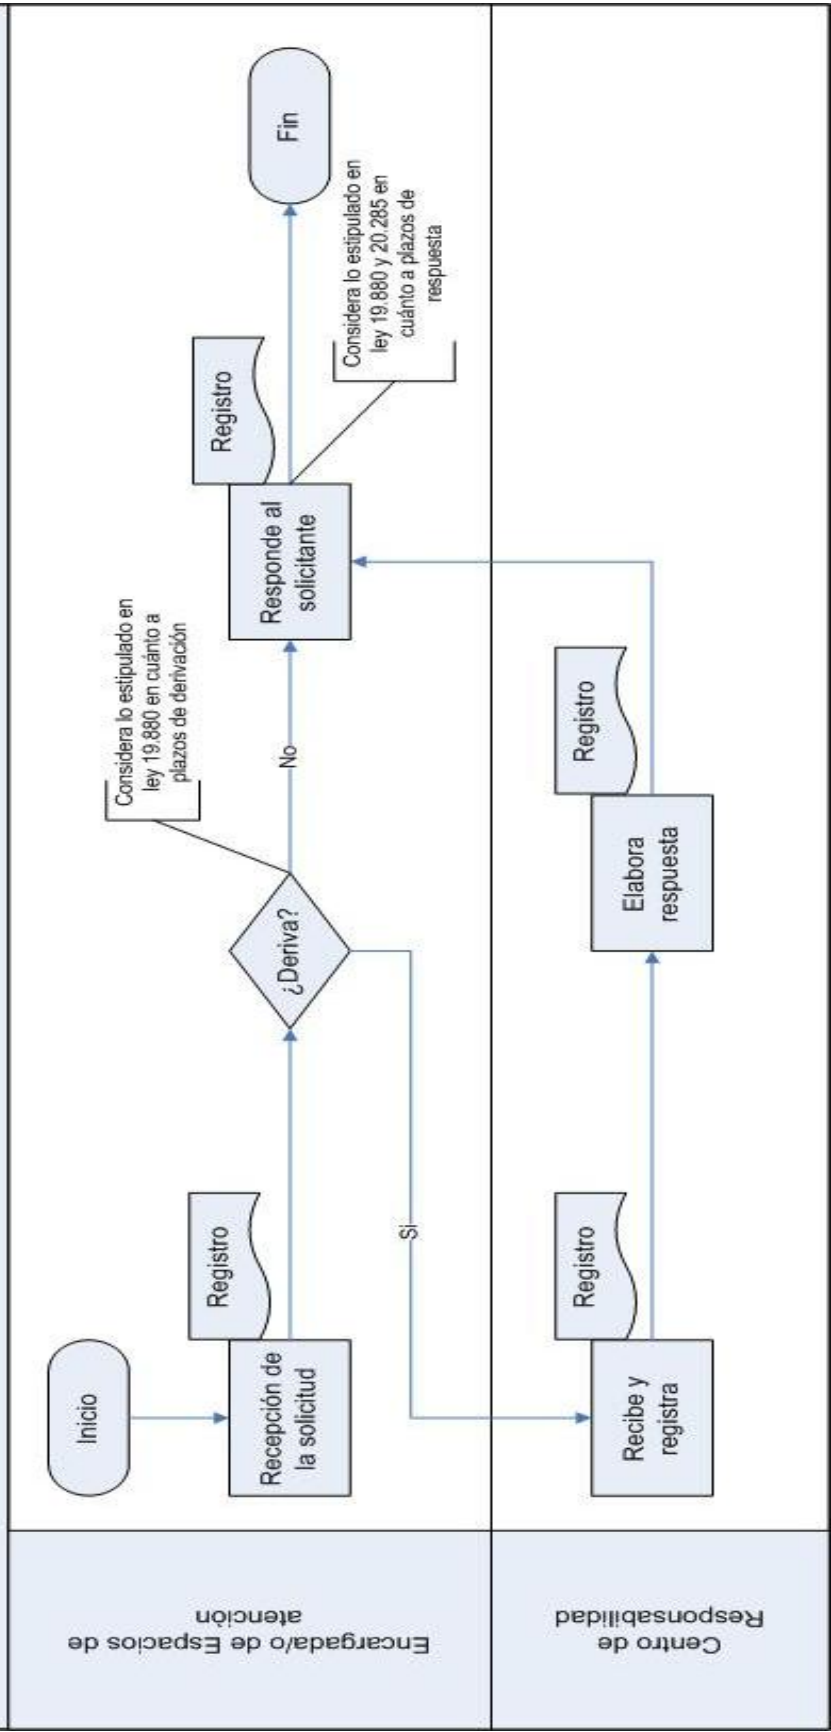 Encargada/o de Espacios de
atención
Inicio
Recepción de
la solicitud
Registro
¿Deriva?
Considera lo estipulado en
ley 19.880 en cuánto a
plazos de derivación
No
Si
Responde al
solicitante
Registro
Considera lo estipulado en
ley 19.880 y 20.285 en
cuánto a plazos de
respuesta
Fin
Centro de
Responsabilidad
Recibe y
registra
Registro
Elabora
respuesta
Registro